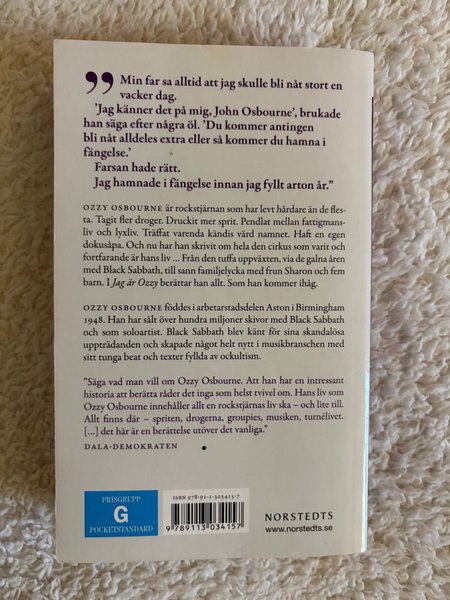 ”Min far sa alltid att jag skulle bli nåt stort en
vacker dag.
’Jag känner det på mig, John Osbourne’, brukade
han säga efter några öl. ’Du kommer antingen
bli nåt alldeles extra eller så kommer du hamna i
fängelse.’
Farsan hade rätt.
Jag hamnade i fängelse innan jag fyllt arton år.”
OZZY OSBOURNE är rockstjärnan som har levt hårdare än de fles-
ta. Tagit fler droger. Druckit mer sprit. Pendlat mellan fattigmans-
liv och lyxliv. Träffat varenda kändis värd namnet. Haft en egen
dokusåpa. Och nu har han skrivit om hela den cirkus som varit och
fortfarande är hans liv ... Från den tuffa uppväxten, via de galna åren
med Black Sabbath, till sann familjelycka med frun Sharon och fem
barn. I Jag är Ozzy berättar han allt. Som han kommer ihåg.
OZZY OSBOURNE föddes i arbetarstadsdelen Aston i Birmingham
1948. Han har sålt över hundra miljoner skivor med Black Sabbath
och som soloartist. Black Sabbath blev känt för sina skandalösa
uppträdanden och skapade något helt nytt i musikbranschen med
sitt tunga beat och texter fyllda av ockultism.
”Säga vad man vill om Ozzy Osbourne. Att han har en intressant
historia att berätta råder det inga som helst tvivel om. Hans liv som
Ozzy Osbourne innehåller allt en rockstjärnas liv ska – och lite till.
Allt finns där – spriten, drogerna, groupies, musiken, turnélivet.
[...] det här är en berättelse utöver det vanliga.”
DALA-DEMOKRATEN
PRISGRUPP
G
POCKETSTANDARD
ISBN 978-91-1-303415-7
9 789113 034157
NORSTEDTS
www.norstedts.se